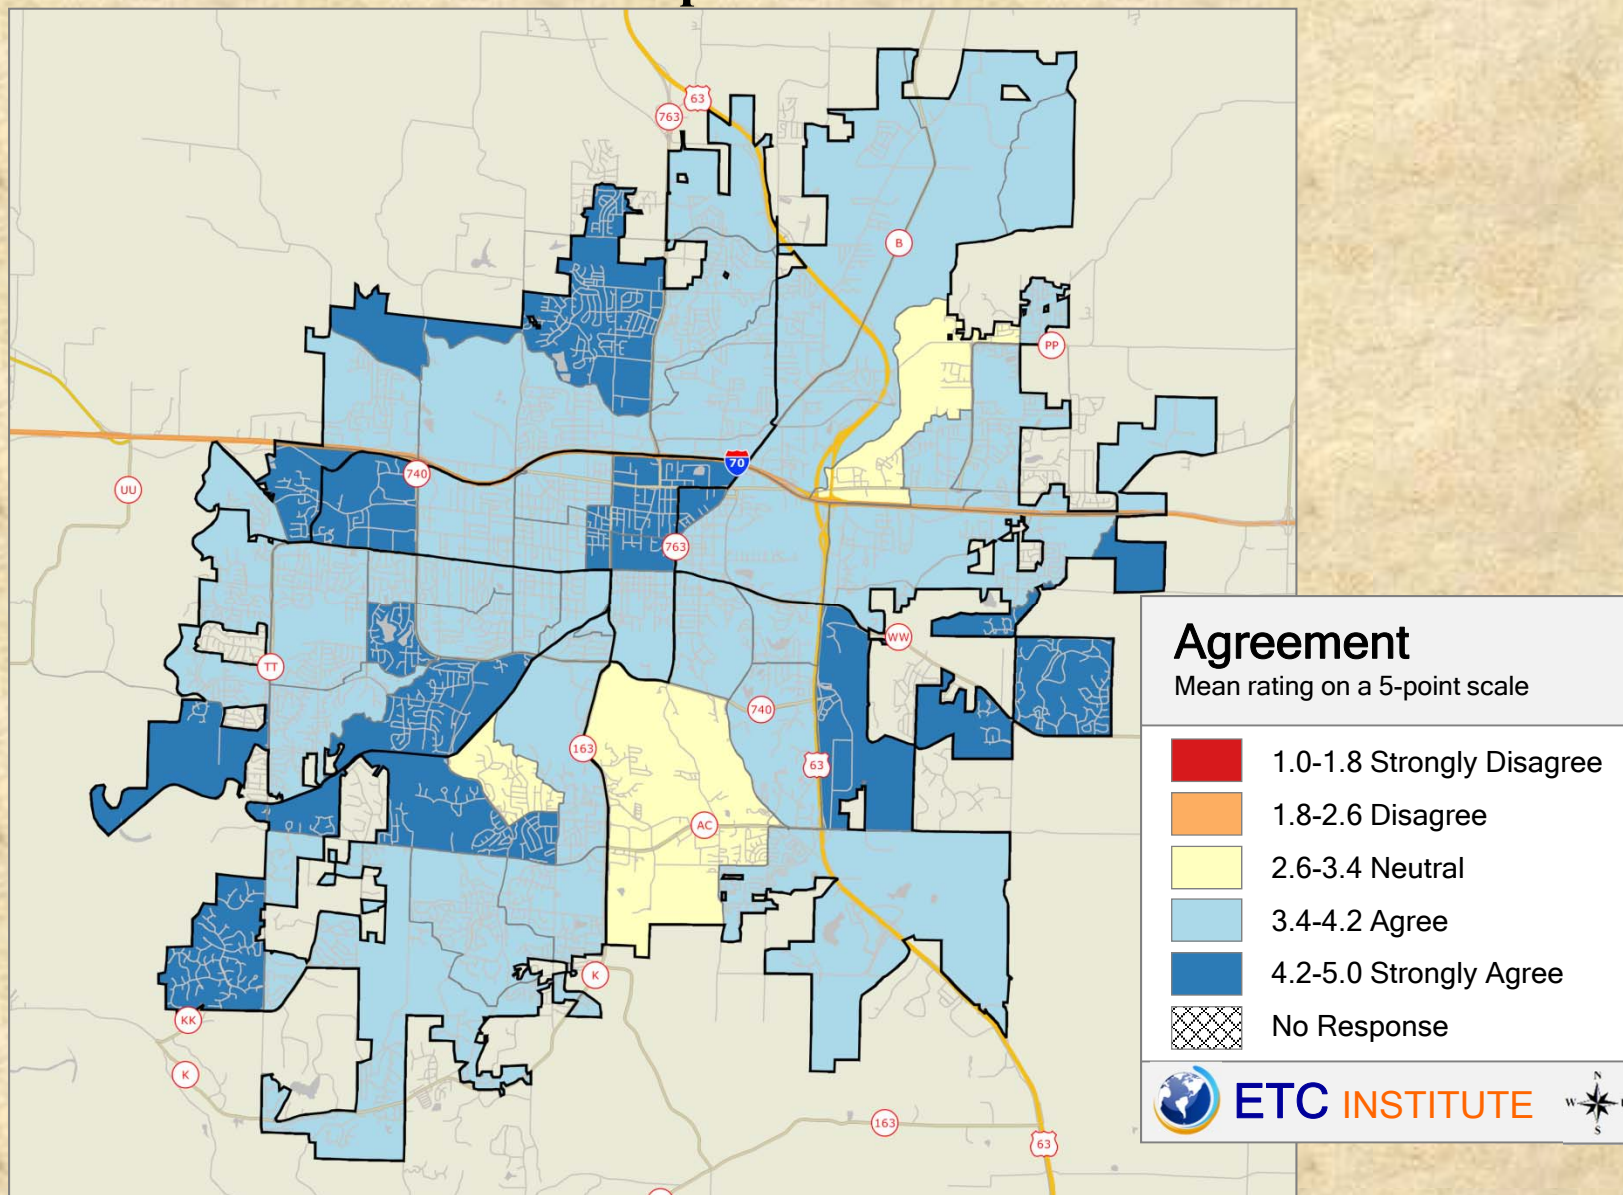 63
763
B
PP
70
740
UU
763
WW
TT
740
163
63
AC
K
KK
K
163
63
Agreement
Mean rating on a 5-point scale
1.0-1.8 Strongly Disagree
1.8-2.6 Disagree
2.6-3.4 Neutral
3.4-4.2 Agree
4.2-5.0 Strongly Agree
No Response
ETC INSTITUTE
N
W
S